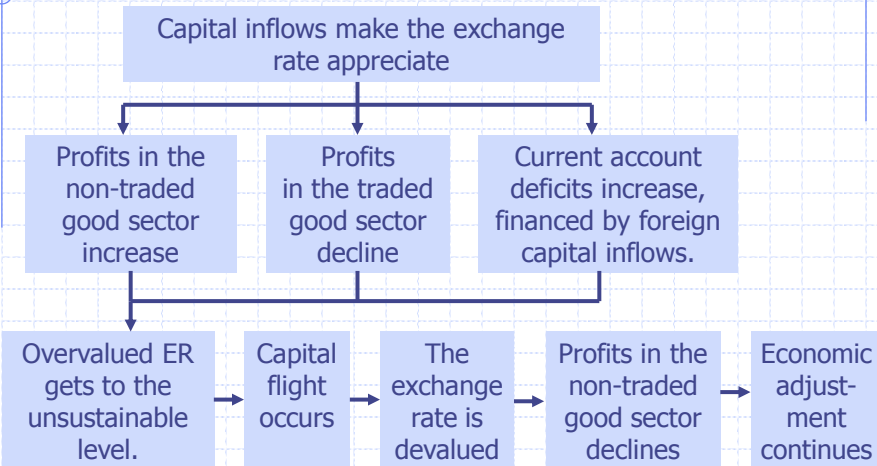 Capital inflows make the exchange
rate appreciate
Profits in the
non-traded
good sector
increase
Profits
in the traded
good sector
decline
Current account
deficits increase,
financed by foreign
capital inflows.
Overvalued ER
gets to the
unsustainable
level.
Capital
flight
occurs
The
exchange
rate is
devalued
Profits in the
non-traded
good sector
declines
Economic
adjust-
ment
continues